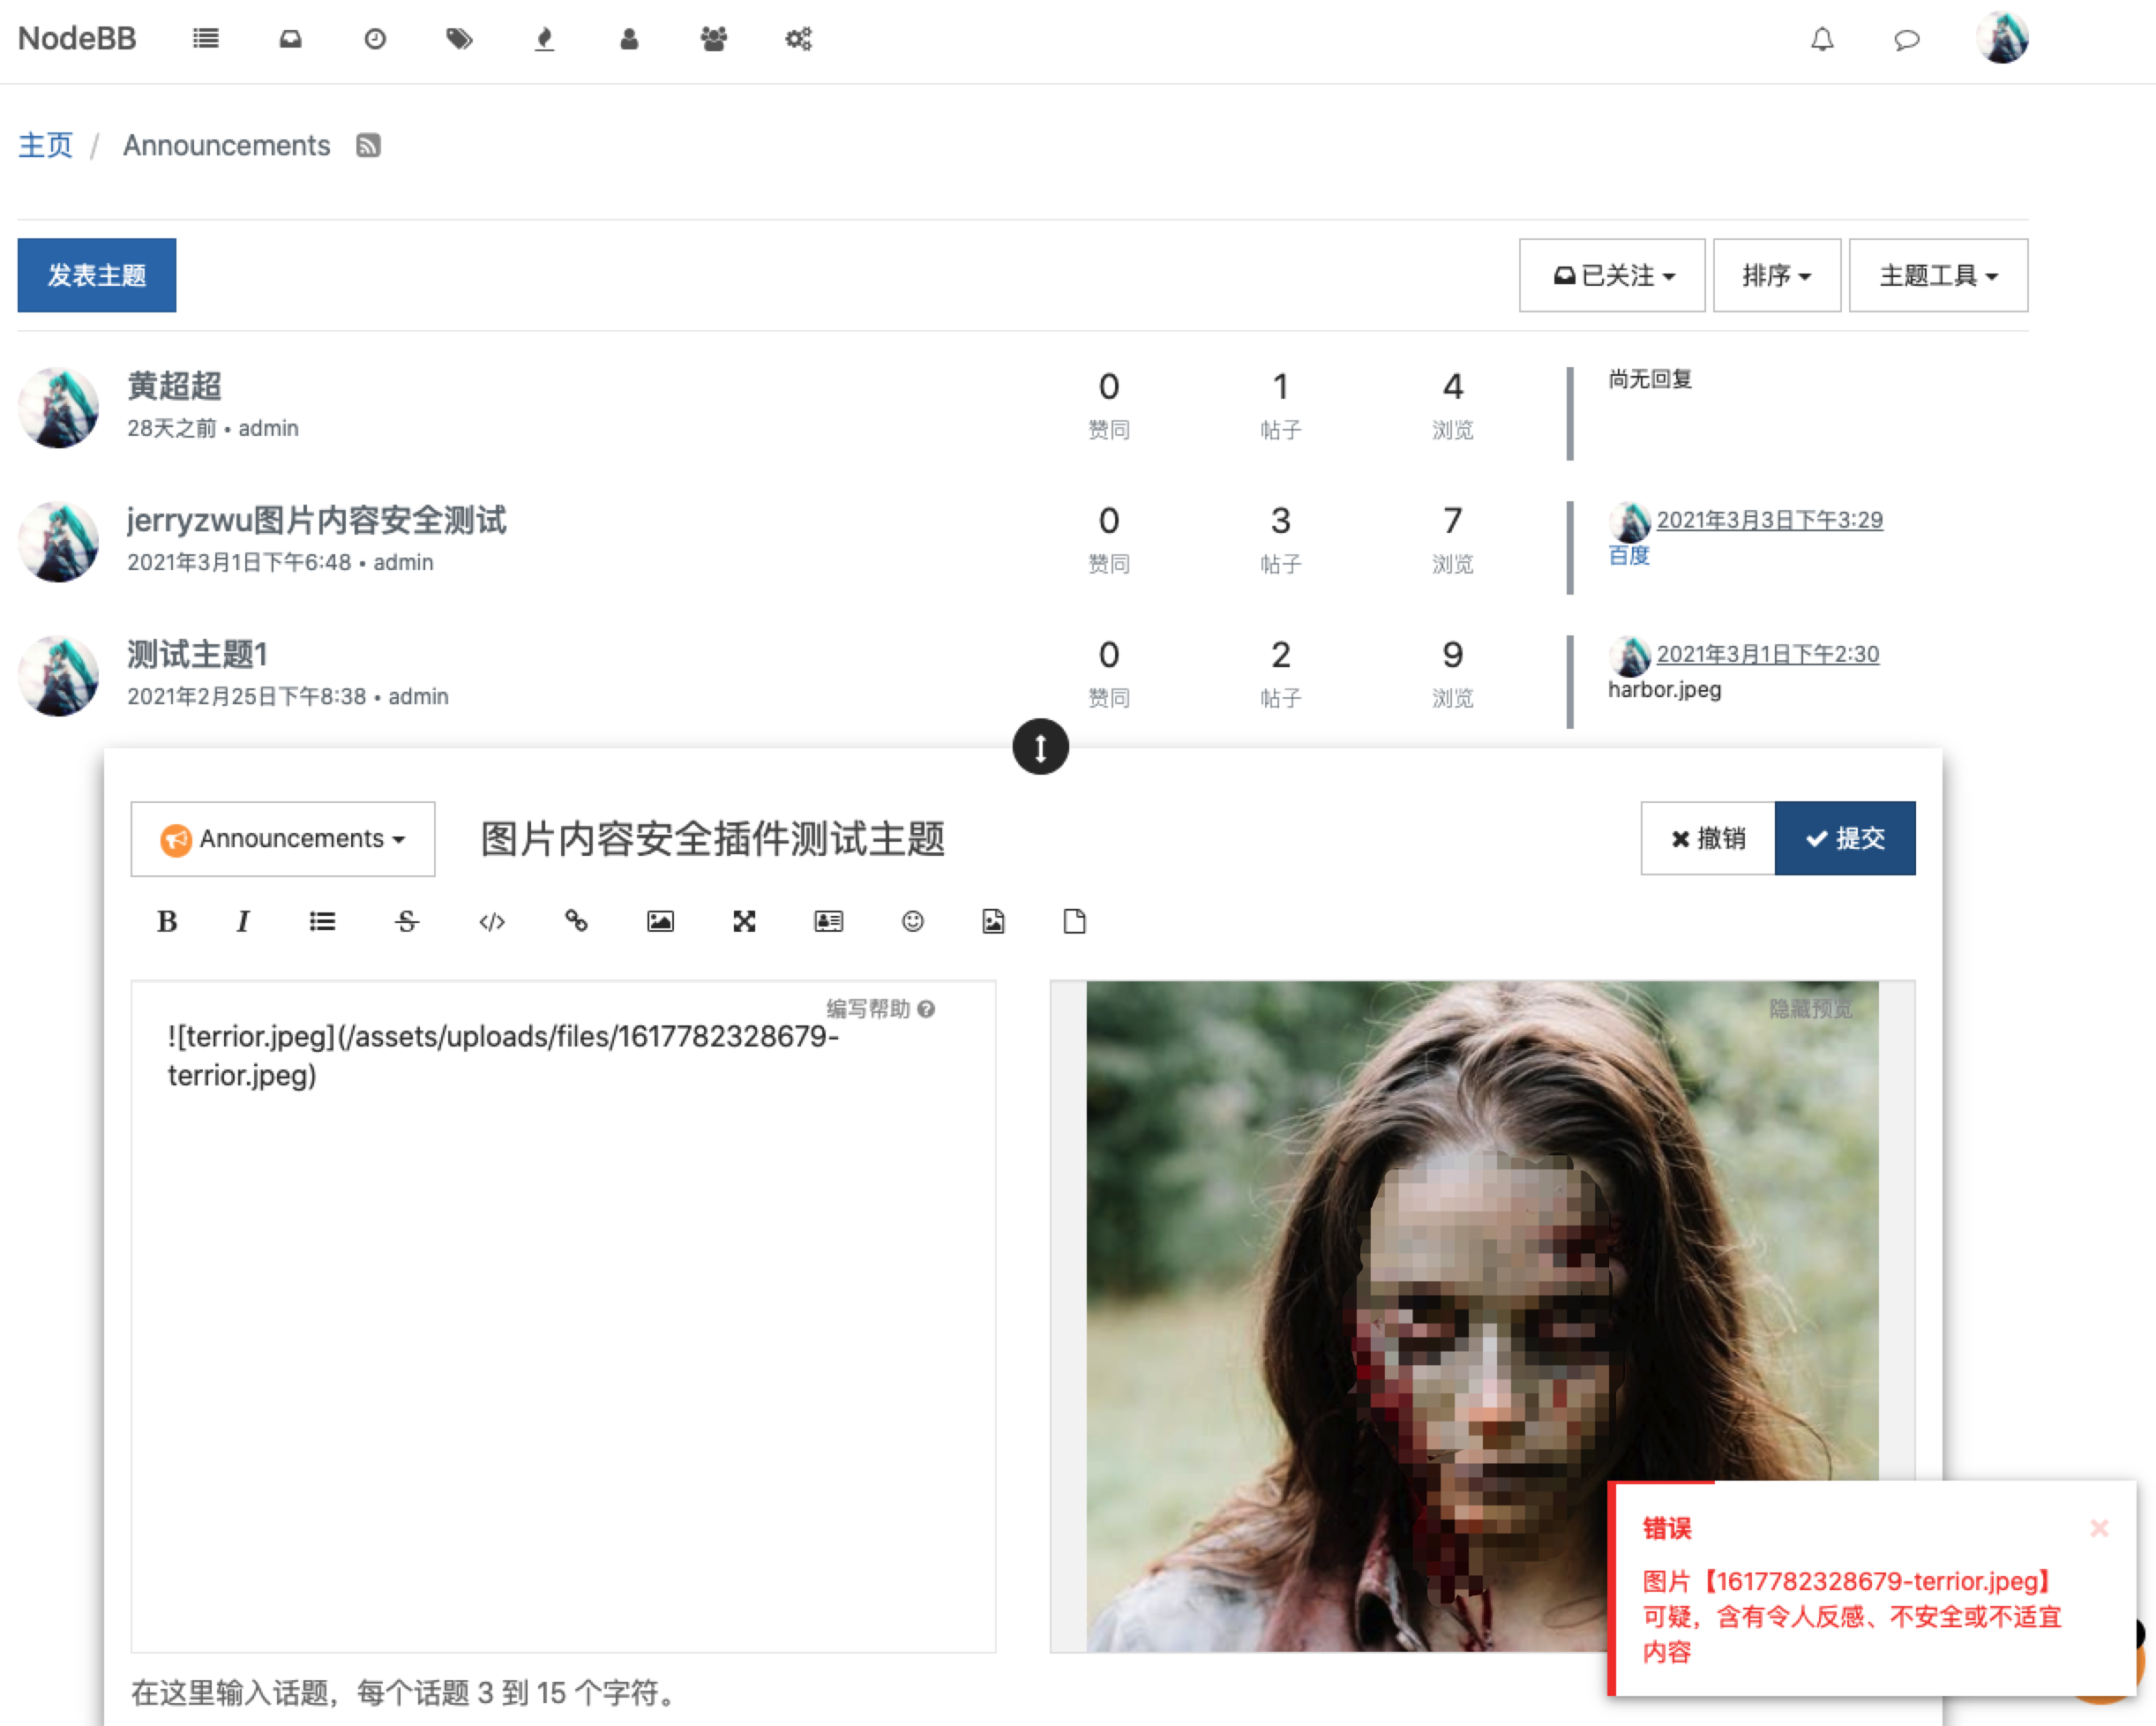 NodeBB
主页 / Announcements
发表主题
已关注
排序
主题工具
黄超超
28天之前 • admin
0
赞同
1
帖子
4
浏览
尚无回复
jerryzwu图片内容安全测试
2021年3月1日下午6:48 • admin
0
赞同
3
帖子
7
浏览
2021年3月3日下午3:29
百度
测试主题1
2021年2月25日下午8:38 • admin
0
赞同
2
帖子
9
浏览
2021年3月1日下午2:30
harbor.jpeg
Announcements
图片内容安全插件测试主题
撤销
提交
编写帮助
![terrior.jpeg](/assets/uploads/files/1617782328679-
terrior.jpeg)
隐藏预览
错误
图片【1617782328679-terrior.jpeg】
可疑，含有令人反感、不安全或不适宜
内容
在这里输入话题，每个话题 3 到 15 个字符。